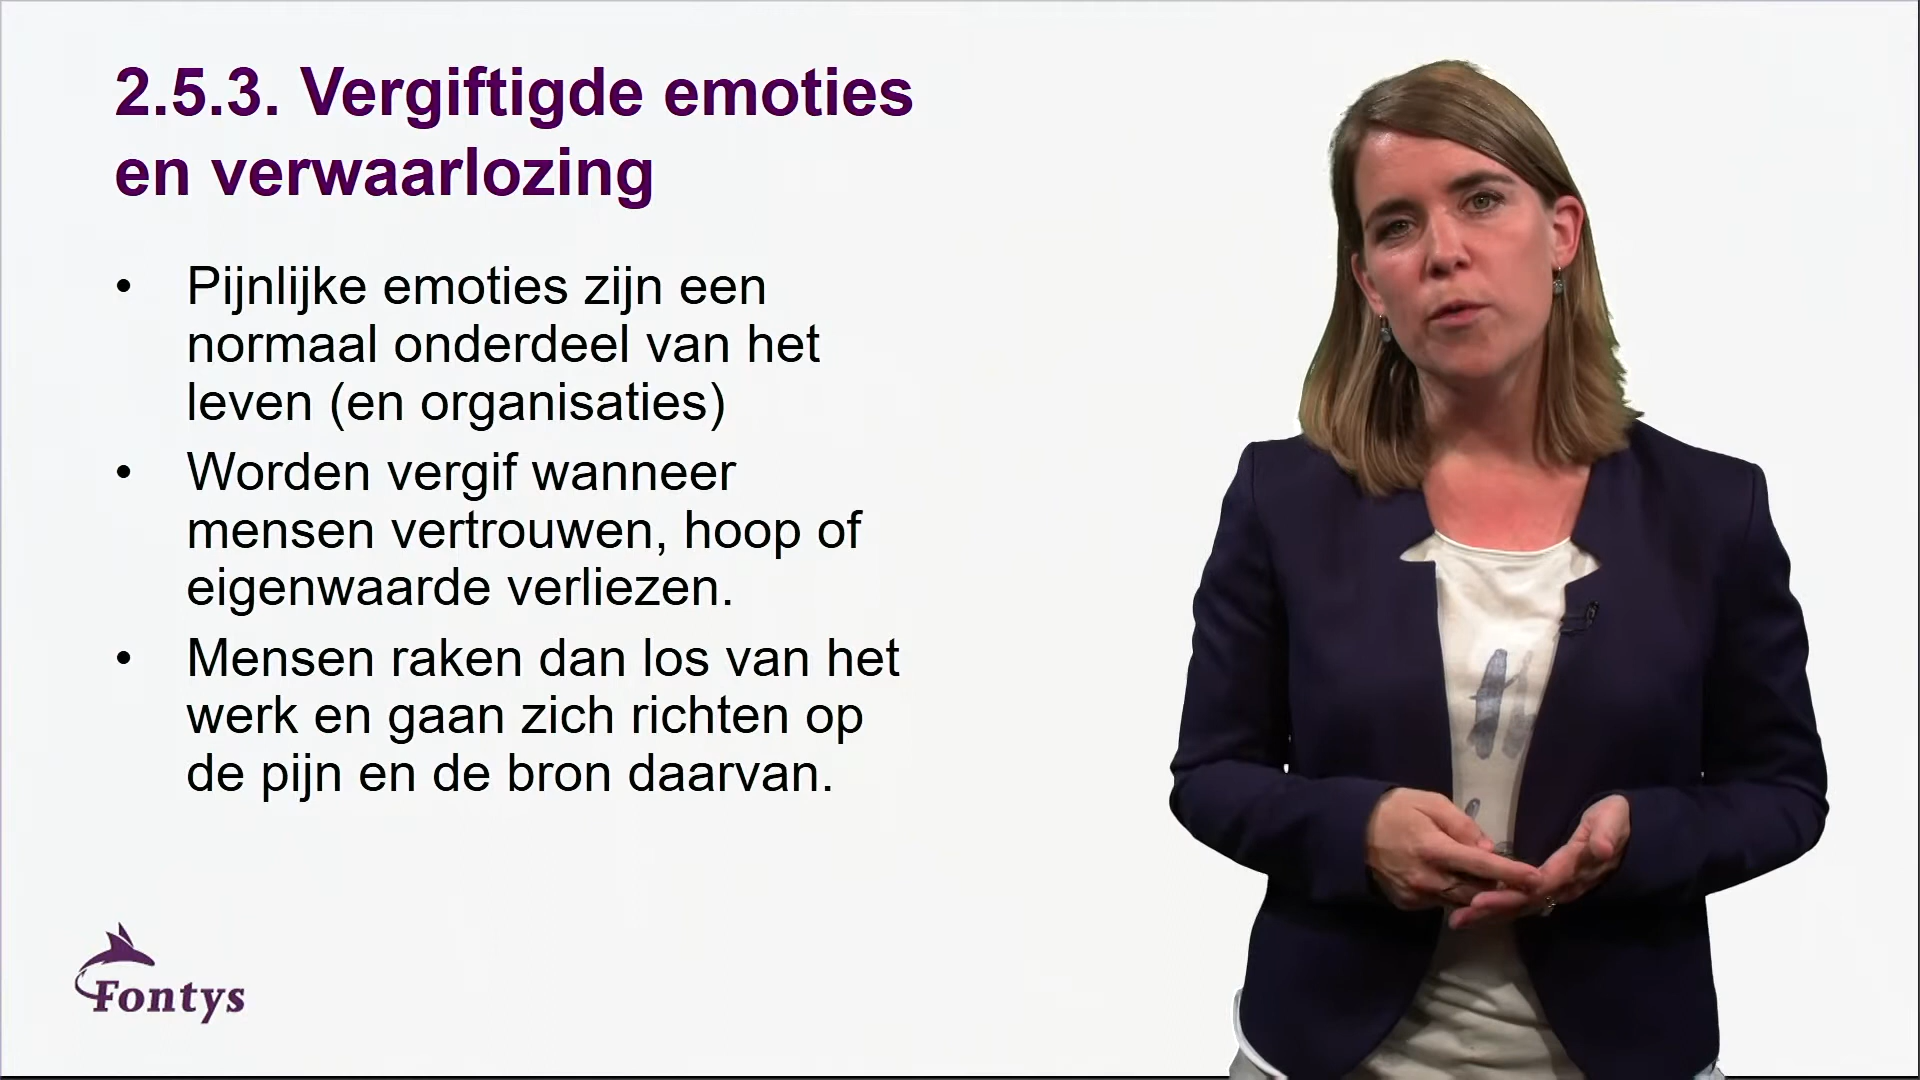 2.5.3. Vergiftigde emoties
en verwaarlozing
• Pijnlijke emoties zijn een
normaal onderdeel van het
leven (en organisaties)
• Worden vergif wanneer
mensen vertrouwen, hoop of
eigenwaarde verliezen.
• Mensen raken dan los van het
werk en gaan zich richten op
de pijn en de bron daarvan.
Fontys